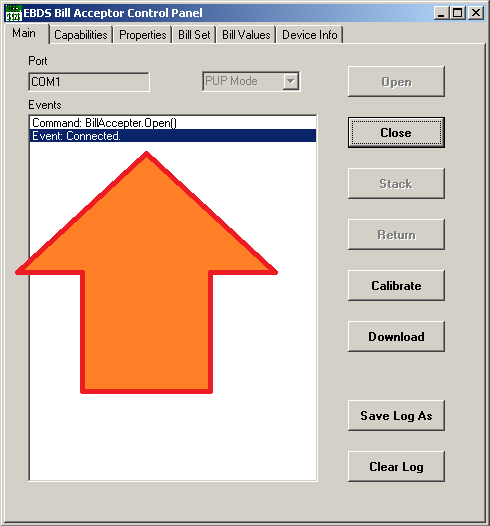 EBDS Bill Acceptor Control Panel
Main Capabilities Properties Bill Set Bill Values Device Info
Port
COM1
PUP Mode
Open
Events
Command: BillAccepter.Open()
Event: Connected.
Close
Stack
Return
Calibrate
Download
Save Log As
Clear Log